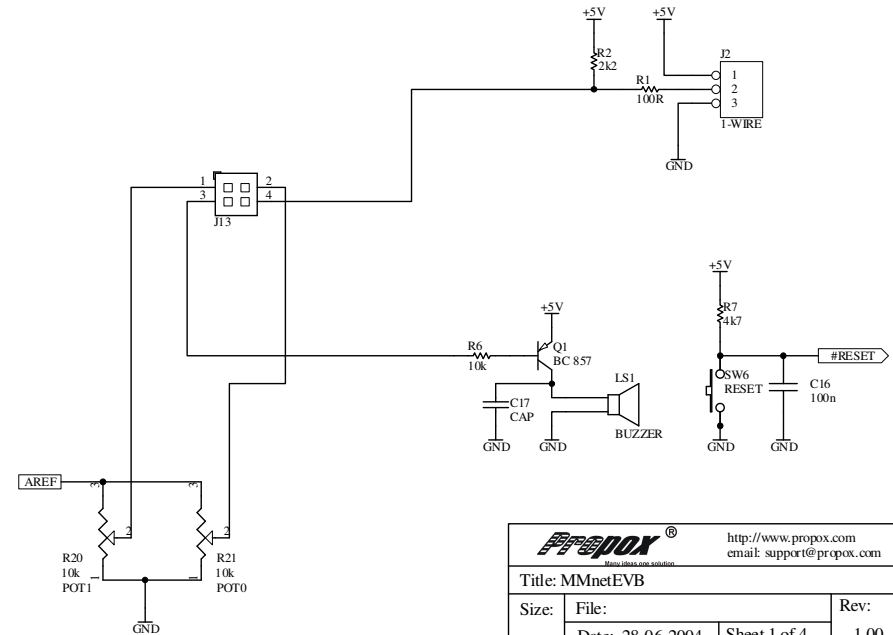 +5V +5V
R2
2k2
J2
R1
100R
1
2
3
1-WIRE
GND
1 2
3 4
J13
+5V
R7
4k7
#RESET
SW6
RESET
C16
100n
GND GND
+5V
R6
10k
Q1
BC 857
LS1
C17
CAP
BUZZER
GND GND
AREF
3 3
2 2
R20
10k
POT1
R21
10k
POT0
1 1
GND
Propox ®
Many ideas one solution
http://www.propox.com
email: support@propox.com
Title: MMnetEVB
Size: File: Rev:
Date: 28-06-2004 Sheet 1 of 4 1.00